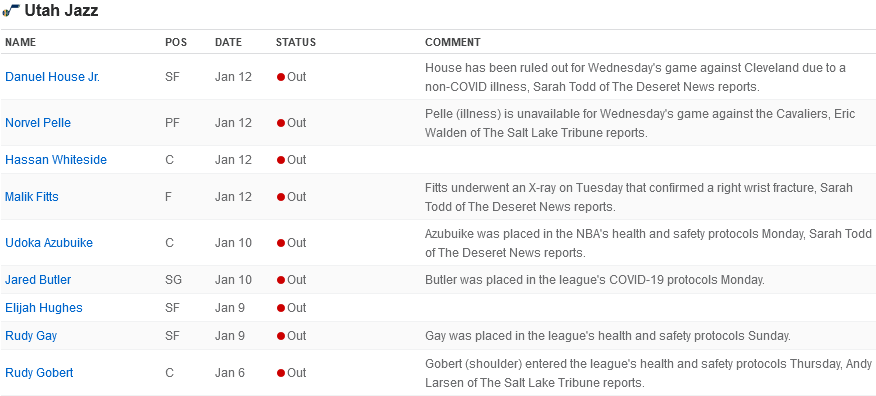 Utah Jazz
NAME POS DATE STATUS COMMENT
Danuel House Jr. SF Jan 12 Out House has been ruled out for Wednesday's game against Cleveland due to a
non-COVID illness, Sarah Todd of The Deseret News reports.
Norvel Pelle PF Jan 12 Out Pelle (illness) is unavailable for Wednesday's game against the Cavaliers, Eric
Walden of The Salt Lake Tribune reports.
Hassan Whiteside C Jan 12 Out
Malik Fitts F Jan 12 Out Fitts underwent an X-ray on Tuesday that confirmed a right wrist fracture, Sarah
Todd of The Deseret News reports.
Udoka Azubuike C Jan 10 Out Azubuike was placed in the NBA's health and safety protocols Monday, Sarah Todd
of The Deseret News reports.
Jared Butler SG Jan 10 Out Butler was placed in the league's COVID-19 protocols Monday.
Elijah Hughes SF Jan 9 Out
Rudy Gay SF Jan 9 Out Gay was placed in the league's health and safety protocols Sunday.
Rudy Gobert C Jan 6 Out Gobert (shoulder) entered the league's health and safety protocols Thursday, Andy
Larsen of The Salt Lake Tribune reports.